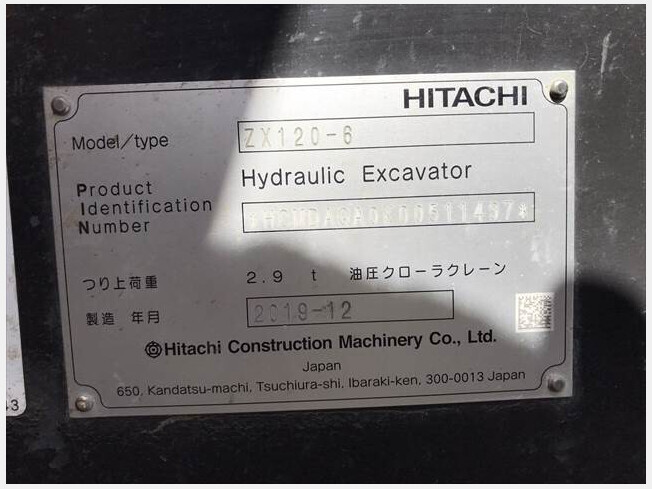 HITACHI
Model/type ZX120-6
Hydraulic Excavator
Product
Identification
Number
つり上荷重 2.9 t 油圧クローラクレーン
製造 年月 2019-12
Hitachi Construction Machinery Co., Ltd.
Japan
650, Kandatsu-machi, Tsuchiura-shi, Ibaraki-ken, 300-0013 Japan